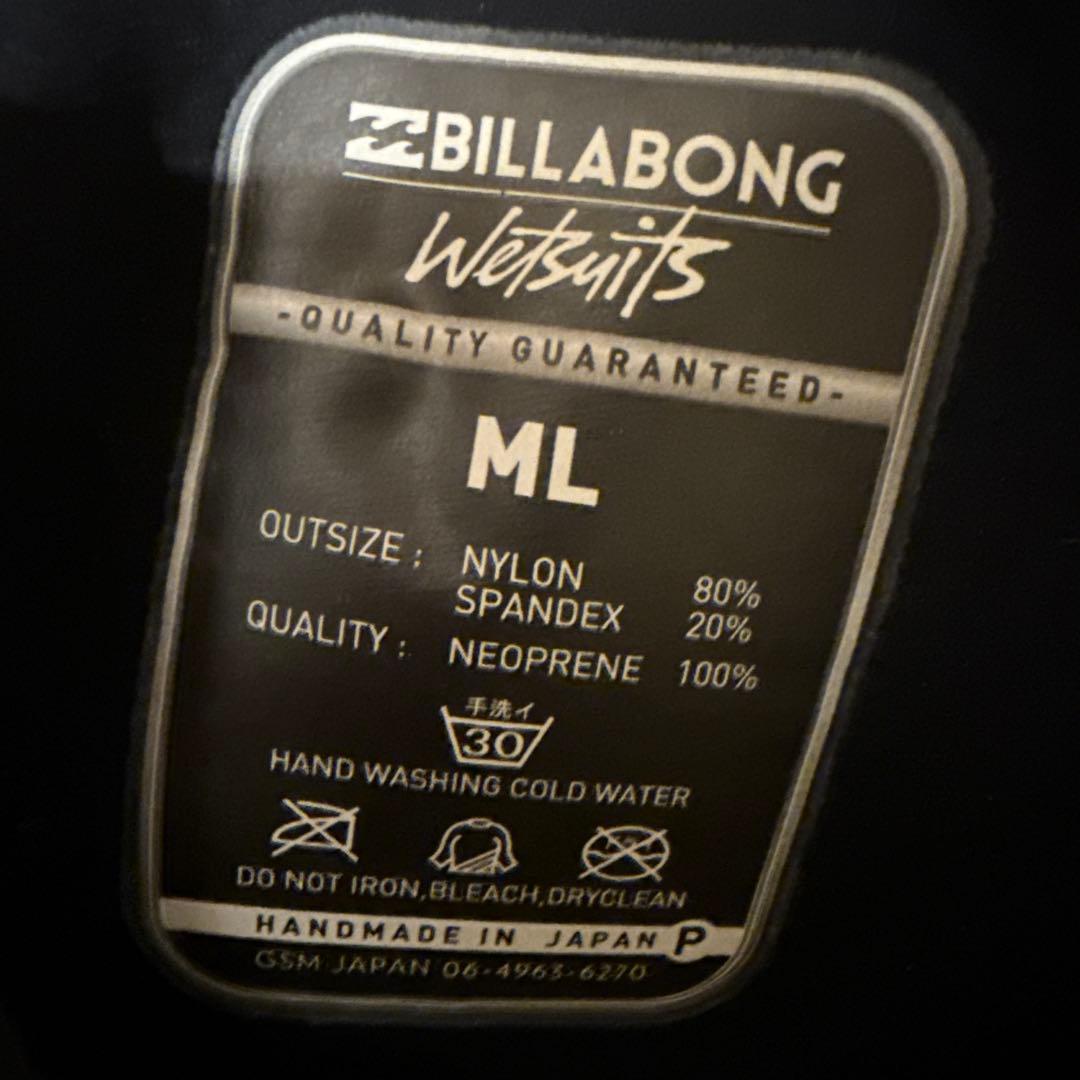 BILLABONG
Wetsuits
-QUALITY GUARANTEED-
ML
OUTSIZE : NYLON 80%
SPANDEX 20%
QUALITY : NEOPRENE 100%
手洗イ
30
HAND WASHING COLD WATER
DO NOT IRON,BLEACH,DRYCLEAN
HANDMADE IN JAPAN P
GSM JAPAN 06-4963-6270